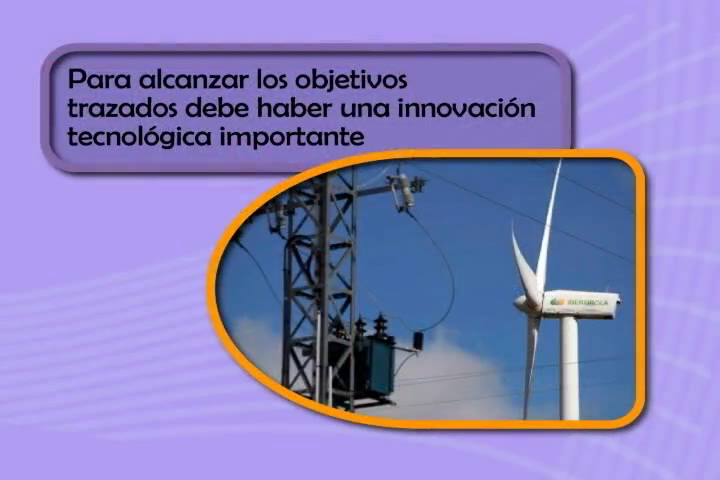 Para alcanzar los objetivos
trazados debe haber una innovación
tecnológica importante
IBERDROLA